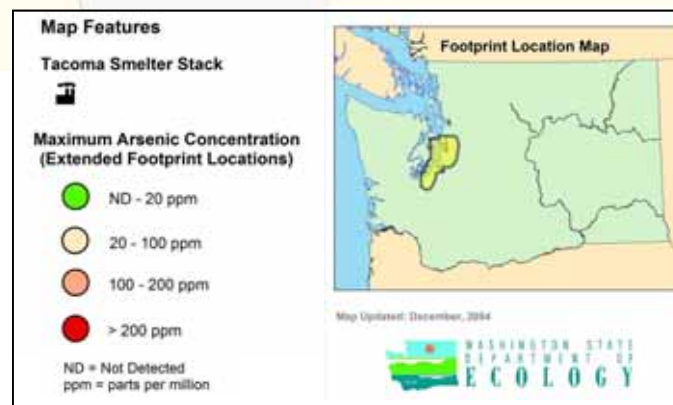 Map Features
Tacoma Smelter Stack
Maximum Arsenic Concentration
(Extended Footprint Locations)
ND - 20 ppm
20 - 100 ppm
100 - 200 ppm
> 200 ppm
ND = Not Detected
ppm = parts per million
Footprint Location Map
Map Updated: December, 2004
WASHINGTON STATE
DEPARTMENT OF
ECOLOGY